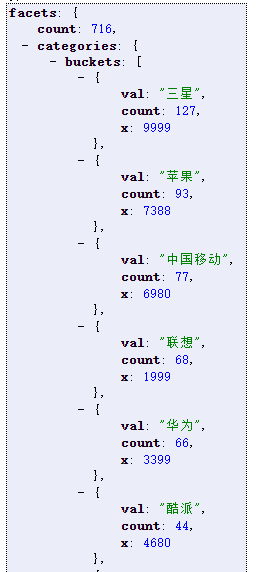 facets: {
count: 716,
- categories: {
- buckets: [
- {
val: "三星",
count: 127,
x: 9999
},
- {
val: "苹果",
count: 93,
x: 7388
},
- {
val: "中国移动",
count: 77,
x: 6980
},
- {
val: "联想",
count: 68,
x: 1999
},
- {
val: "华为",
count: 66,
x: 3399
},
- {
val: "酷派",
count: 44,
x: 4680
},